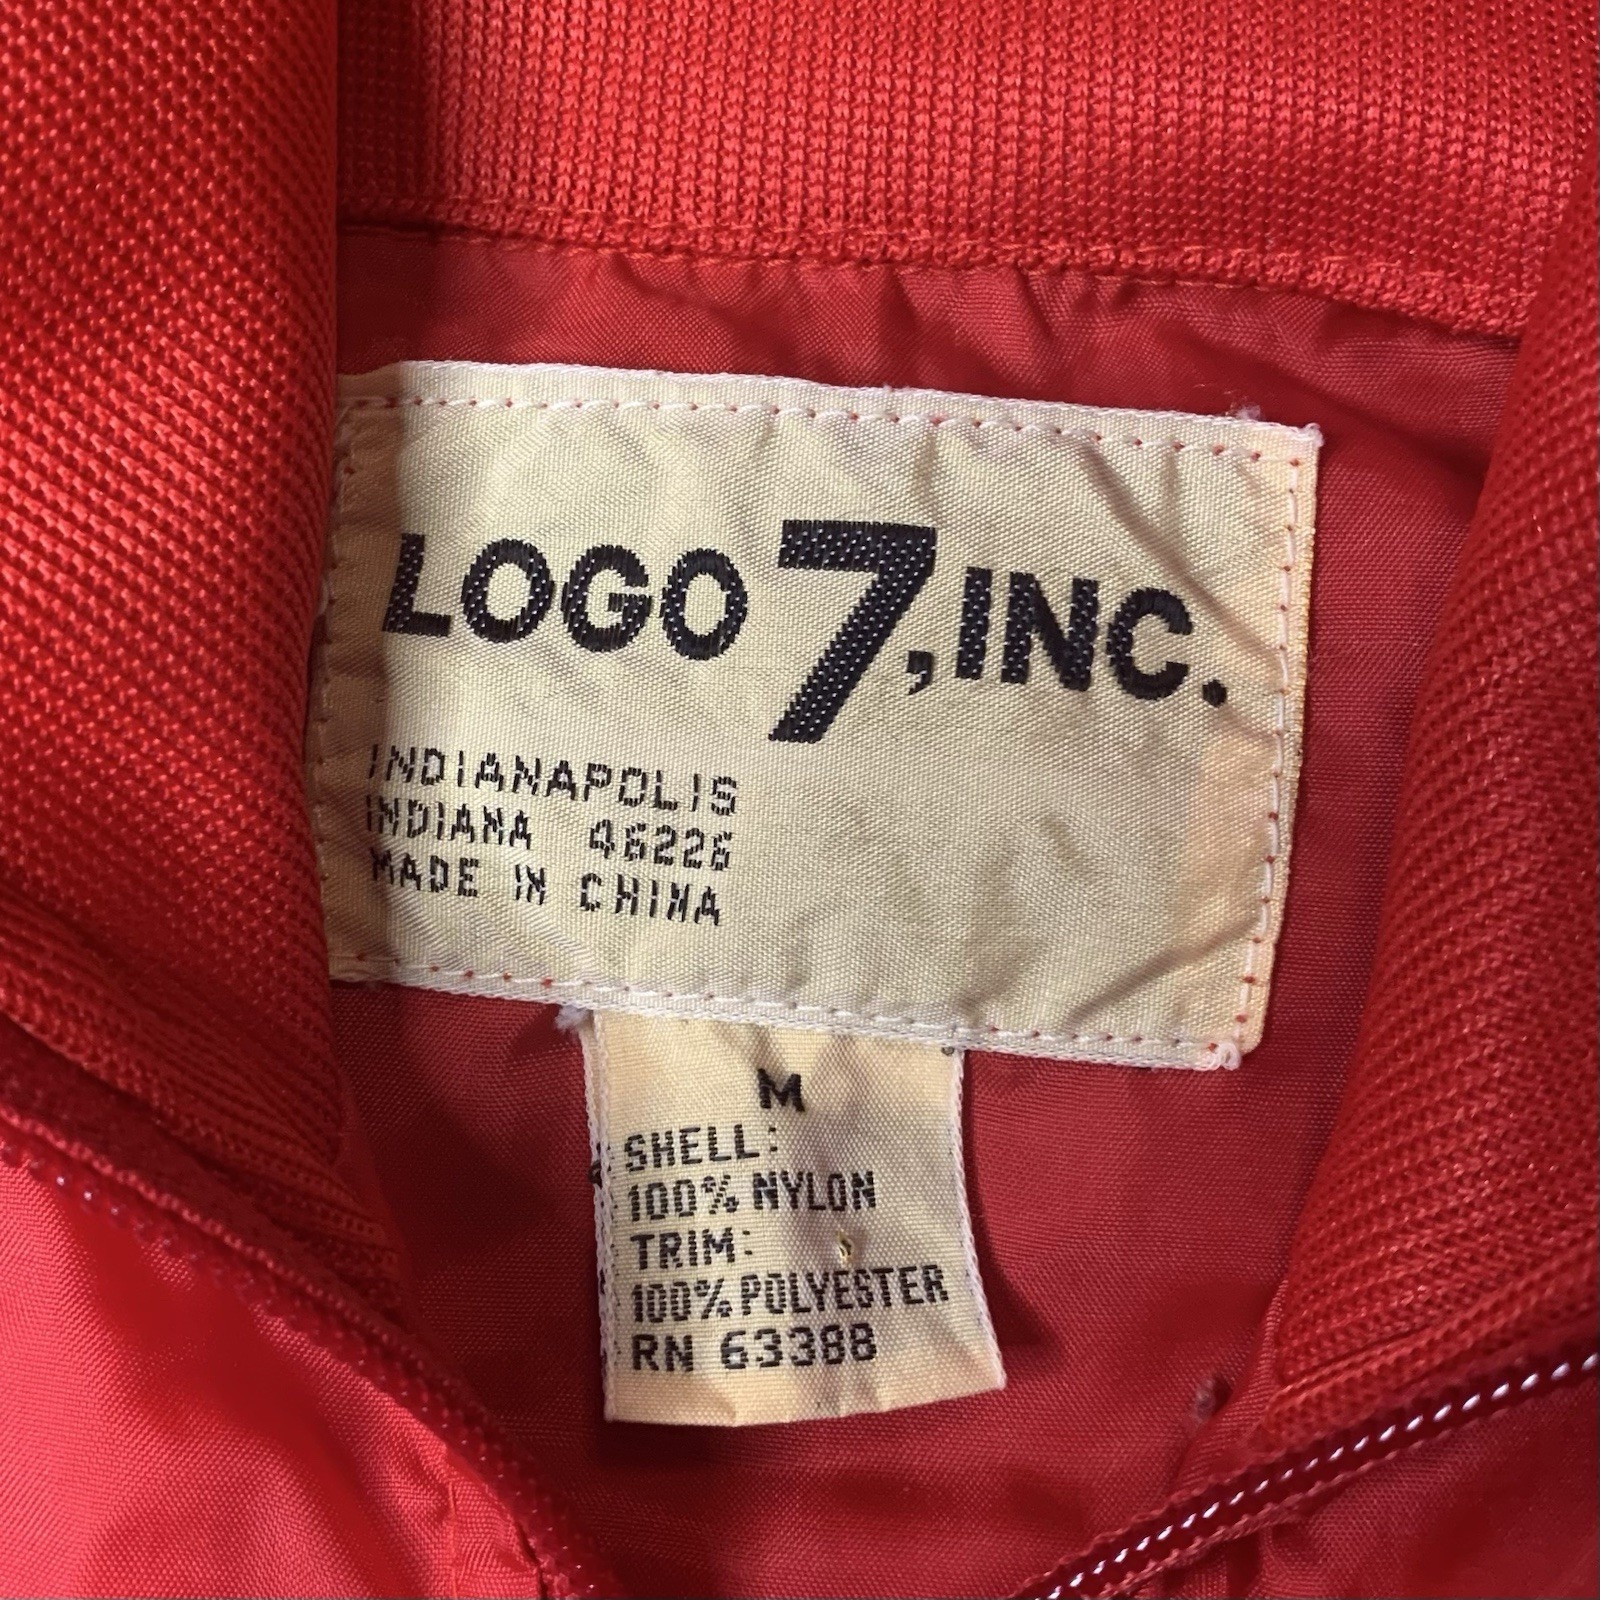 LOGO 7, INC.
INDIANAPOLIS
INDIANA 46226
MADE IN CHINA
M
SHELL:
100% NYLON
TRIM:
100% POLYESTER
RN 63388